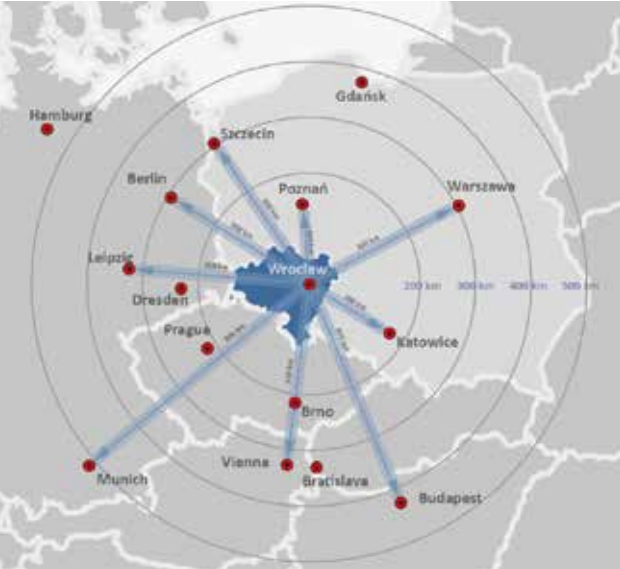 Gdańsk
Hamburg
Szczecin
Berlin
Poznań
Warszawa
Leipzig
Wrocław
200 km 300 km 400 km 500 km
Dresden
Prague
Katowice
Brno
Vienna
Bratislava
Munich
Budapest